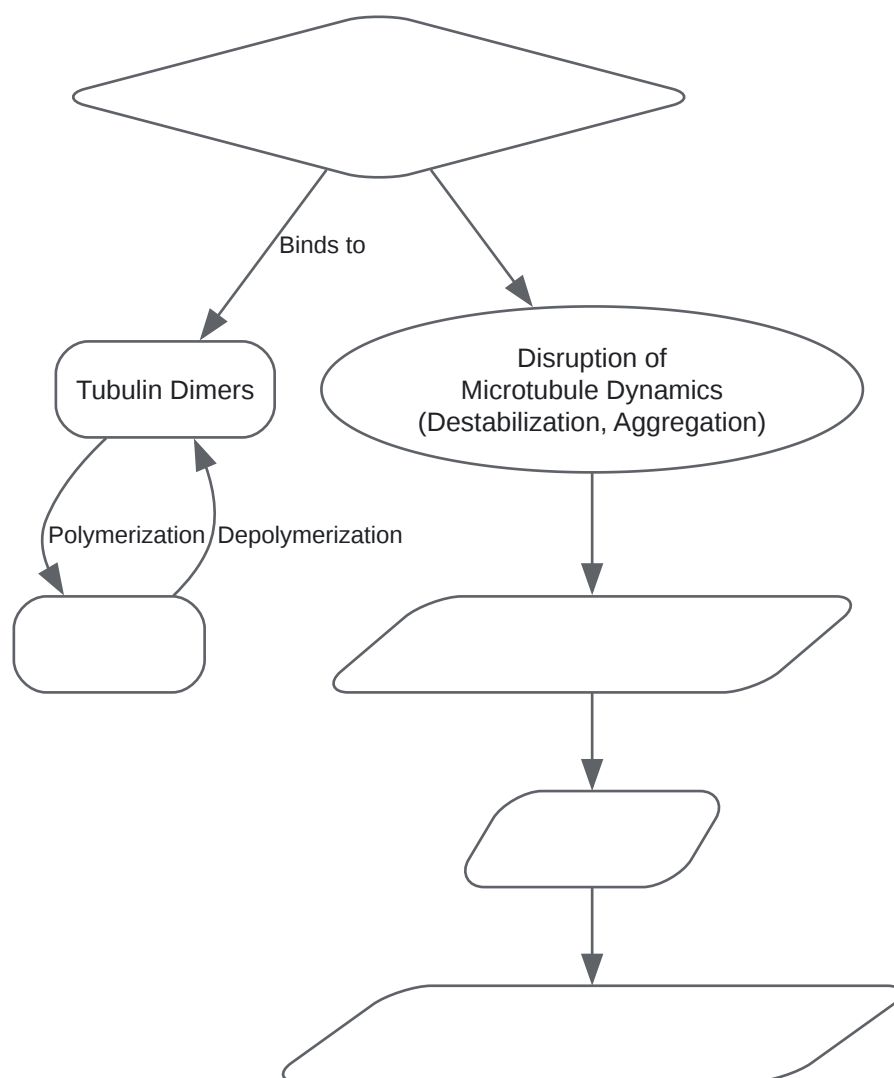 Binds to
Tubulin Dimers
Disruption of
Microtubule Dynamics
(Destabilization, Aggregation)
Polymerization
Depolymerization